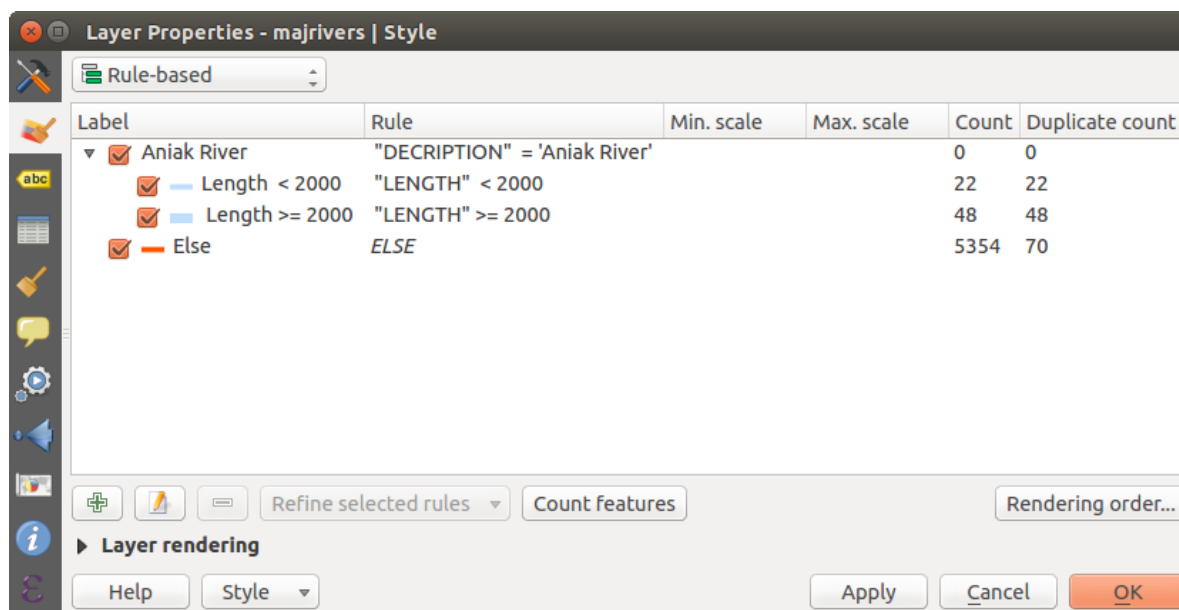 Layer Properties - majrivers | Style
Rule-based
Label Rule Min. scale Max. scale Count Duplicate count
Aniak River "DECRIPTION" = 'Aniak River' 0 0
abc
Length < 2000 "LENGTH" < 2000 22 22
Length >= 2000 "LENGTH" >= 2000 48 48
Else ELSE 5354 70
Refine selected rules Count features Rendering order...
Layer rendering
Help Style Apply Cancel OK